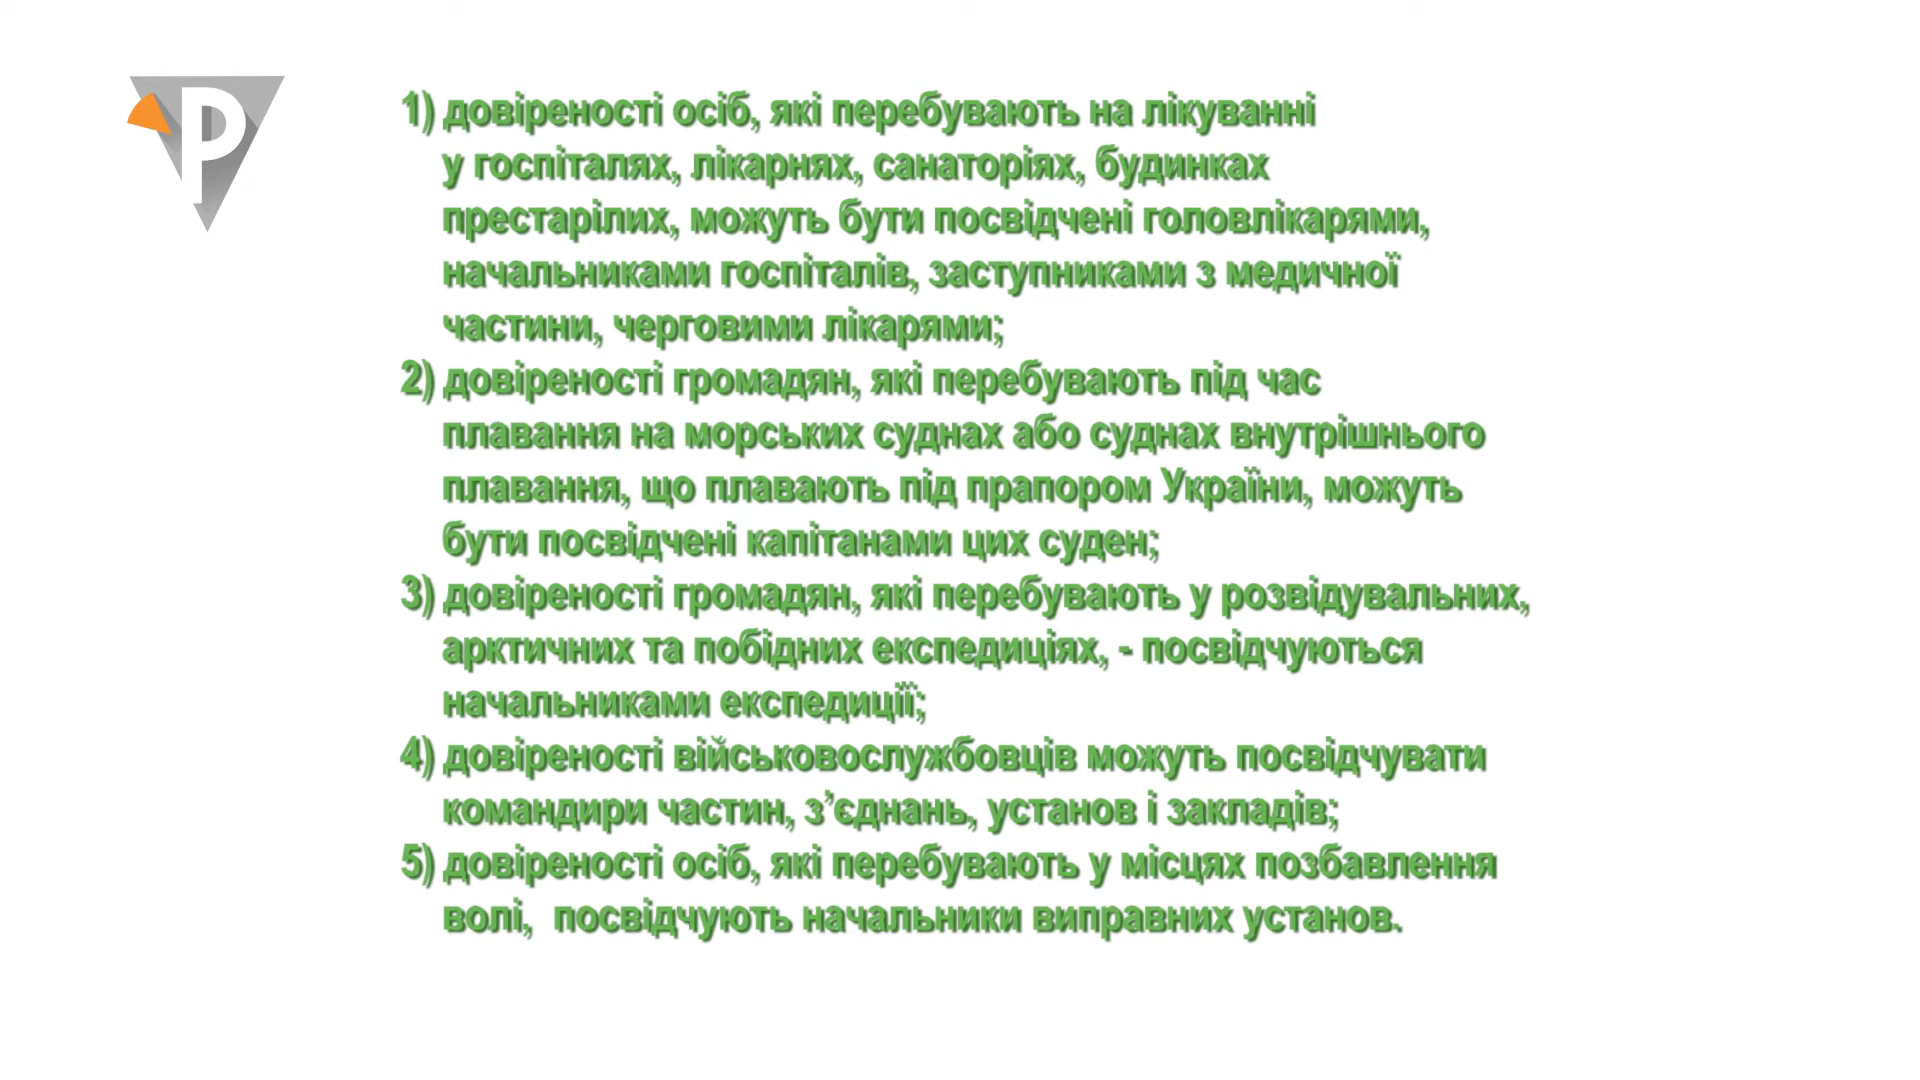 P
1) довіреності осіб, які перебувають на лікуванні
у госпіталях, лікарнях, санаторіях, будинках
престарілих, можуть бути посвідчені головлікарями,
начальниками госпіталів, заступниками з медичної
частини, черговими лікарями;
2) довіреності громадян, які перебувають під час
плавання на морських суднах або суднах внутрішнього
плавання, що плавають під прапором України, можуть
бути посвідчені капітанами цих суден;
3) довіреності громадян, які перебувають у розвідувальних,
арктичних та побідних експедиціях, - посвідчуються
начальниками експедиції;
4) довіреності військовослужбовців можуть посвідчувати
командири частин, з’єднань, установ і закладів;
5) довіреності осіб, які перебувають у місцях позбавлення
волі,  посвідчують начальники виправних установ.